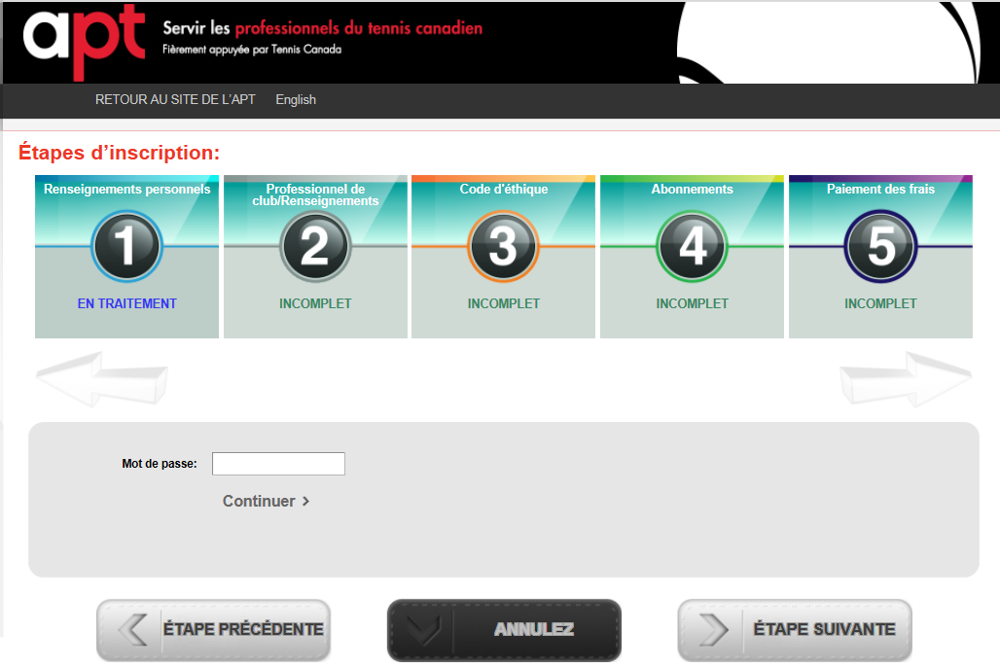 apt
Servir les professionnels du tennis canadien
Fièrement appuyée par Tennis Canada
RETOUR AU SITE DE L'APT English
Étapes d'inscription:
Renseignements personnels
1
EN TRAITEMENT
Professionnel de
club/Renseignements
2
INCOMPLET
Code d'éthique
3
INCOMPLET
Abonnements
4
INCOMPLET
Paiement des frais
5
INCOMPLET
Mot de passe:
Continuer >
ÉTAPE PRÉCÉDENTE
ANNULEZ
ÉTAPE SUIVANTE